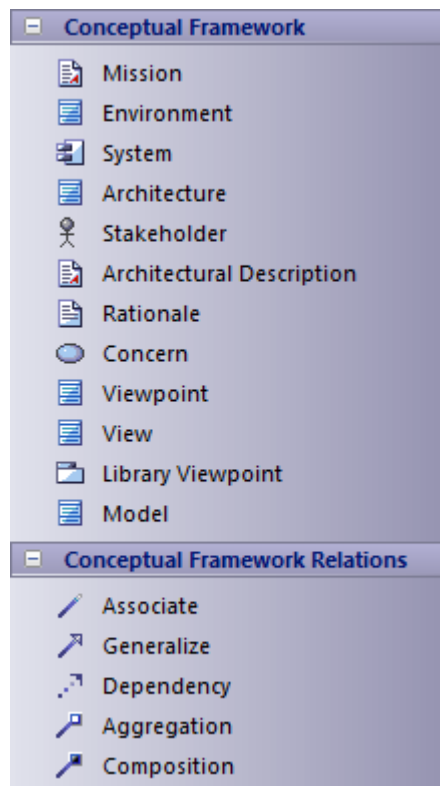 Conceptual Framework
Mission
Environment
System
Architecture
Stakeholder
Architectural Description
Rationale
Concern
Viewpoint
View
Library Viewpoint
Model
Conceptual Framework Relations
Associate
Generalize
Dependency
Aggregation
Composition